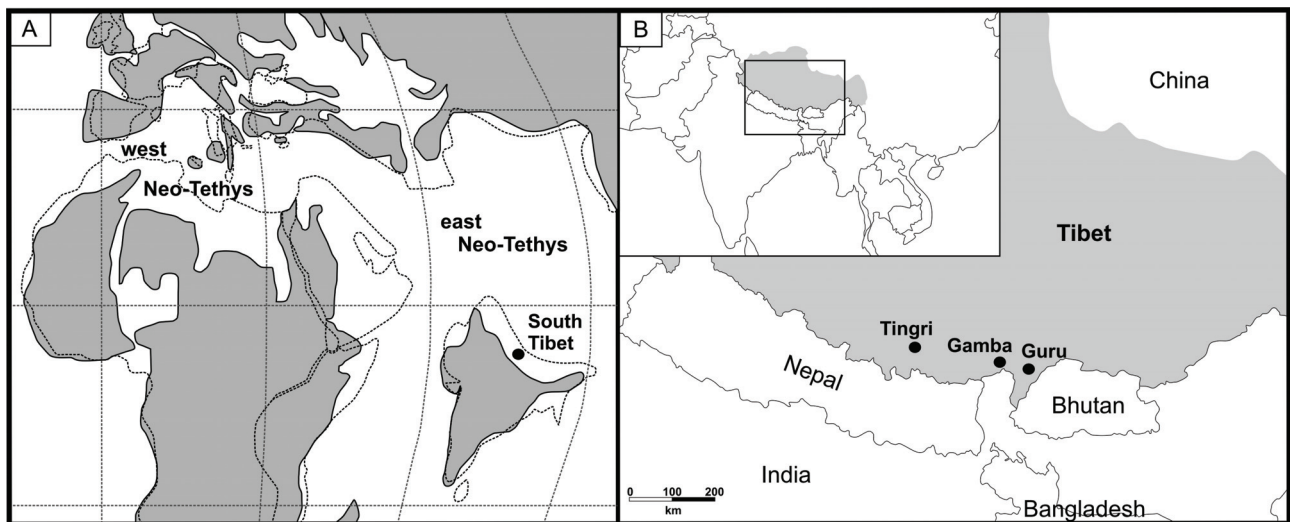 A
west
Neo-Tethys
east
Neo-Tethys
South
Tibet
B
China
Tibet
Tingri
Gamba
Guru
Nepal
Bhutan
India
Bangladesh
0 100 200
km